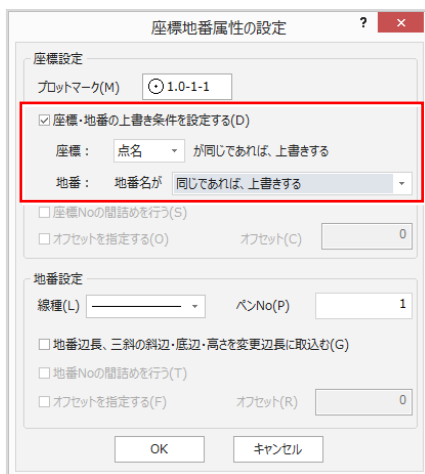 座標地番属性の設定 ? ×
座標設定
プロットマーク(M) 1.0-1-1
座標・地番の上書き条件を設定する(D)
座標： 点名 が同じであれば、上書きする
地番： 地番名が 同じであれば、上書きする
座標Noの間詰めを行う(S)
オフセットを指定する(O) オフセット(C) 0
地番設定
線種(L) ペンNo(P) 1
地番辺長、三斜の斜辺・底辺・高さを変更辺長に取込む(G)
地番Noの間詰めを行う(T)
オフセットを指定する(F) オフセット(R) 0
OK キャンセル